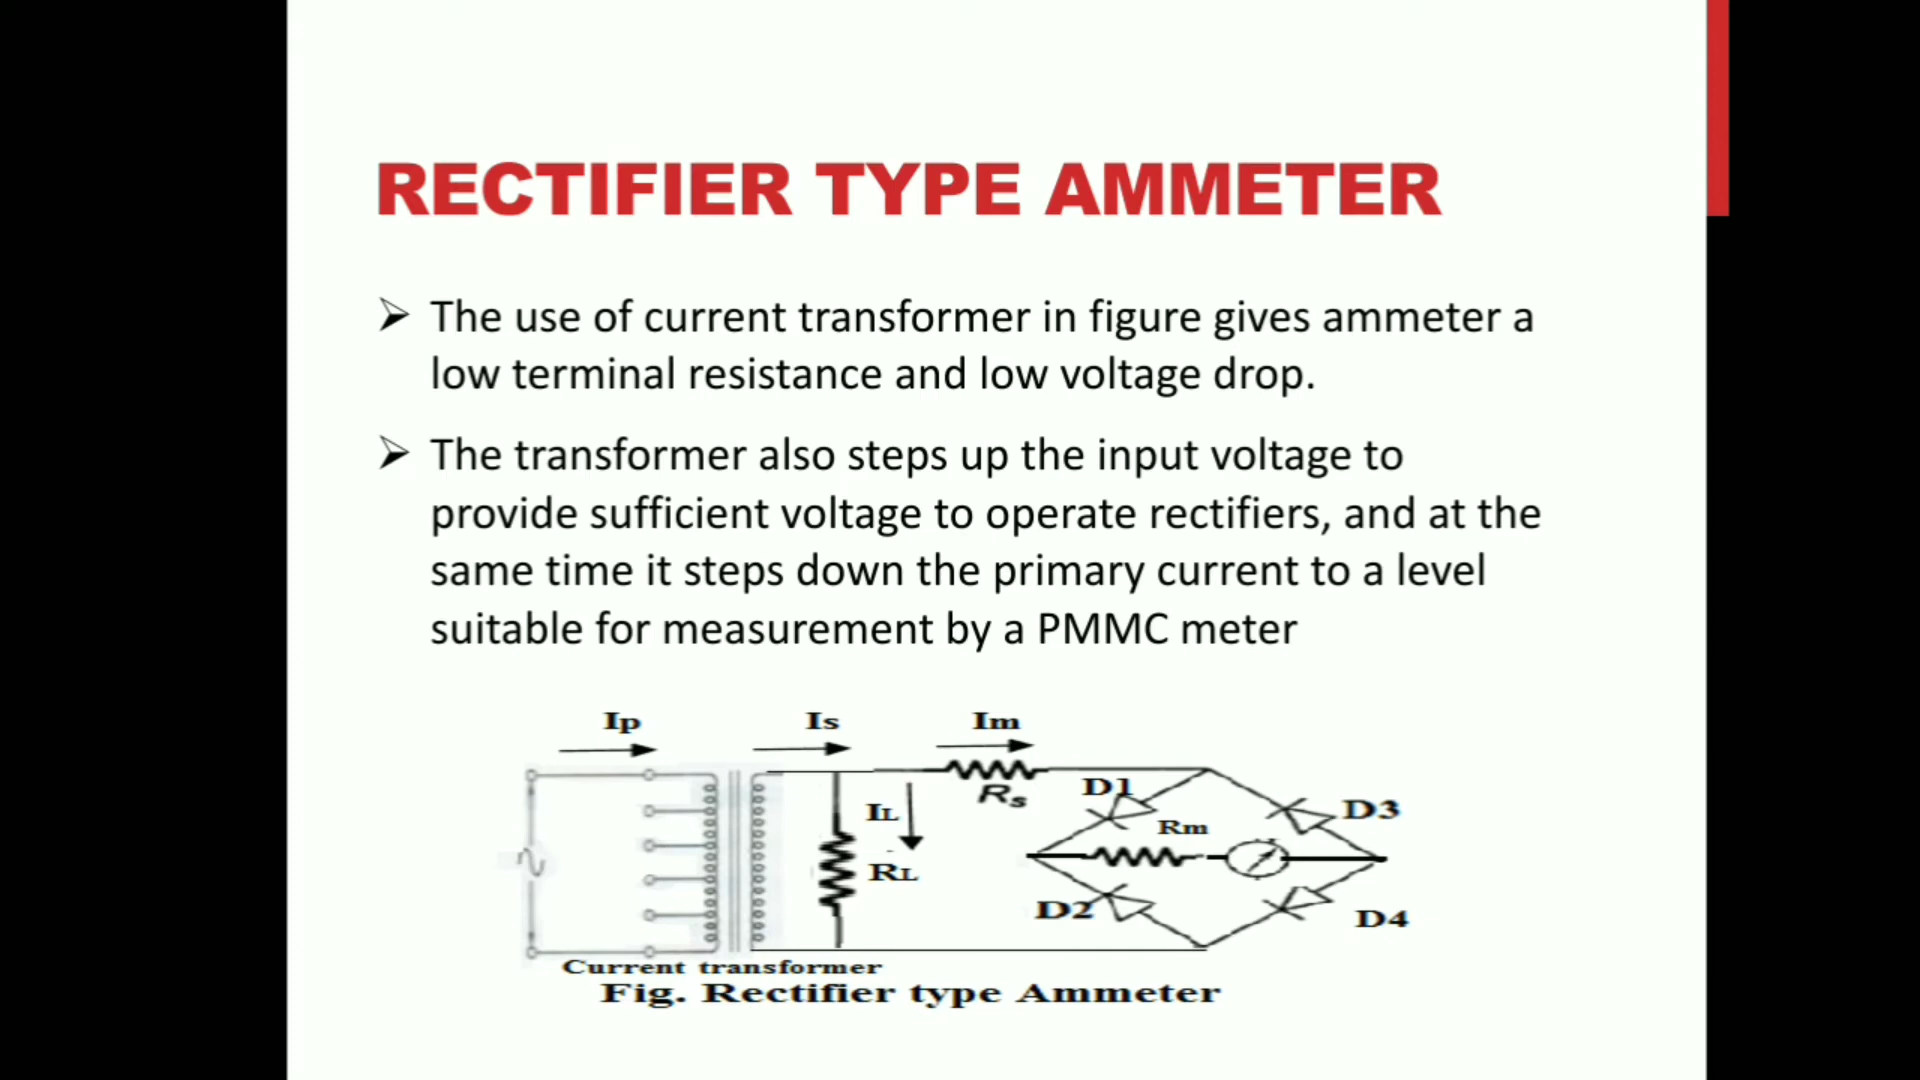 RECTIFIER TYPE AMMETER
➢ The use of current transformer in figure gives ammeter a
low terminal resistance and low voltage drop.
➢ The transformer also steps up the input voltage to
provide sufficient voltage to operate rectifiers, and at the
same time it steps down the primary current to a level
suitable for measurement by a PMMC meter
Ip Is Im
Rs D1 D3
IL Rm
RL
D2 D4
Current transformer
Fig. Rectifier type Ammeter